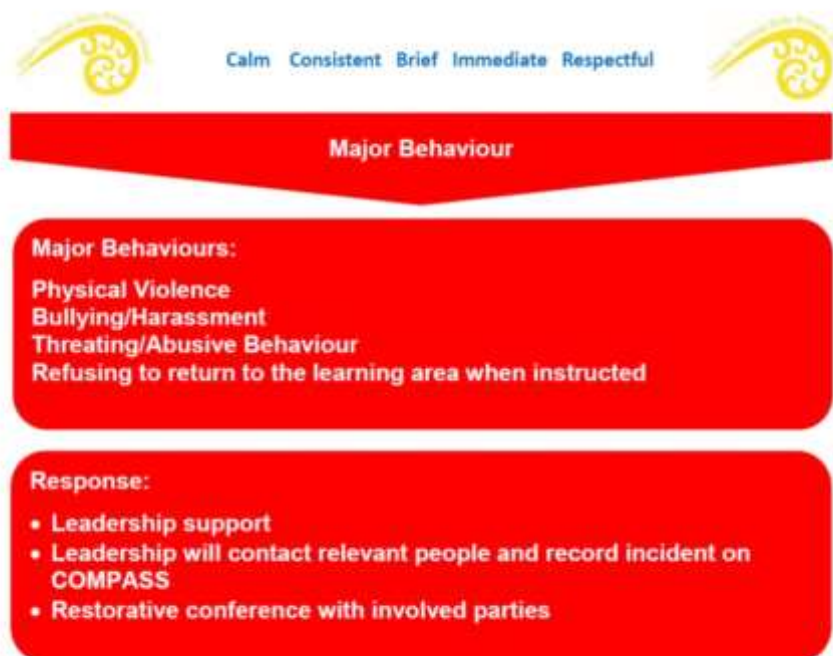 Calm Consistent Brief Immediate Respectful
Major Behaviour
Major Behaviours:
Physical Violence
Bullying/Harassment
Threating/Abusive Behaviour
Refusing to return to the learning area when instructed
Response:
• Leadership support
• Leadership will contact relevant people and record incident on
COMPASS
• Restorative conference with involved parties